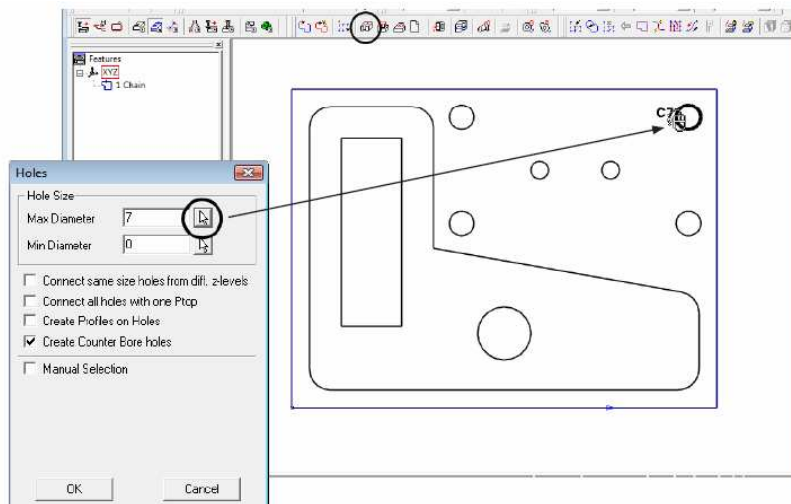 Features
XYZ
1 Chain
Holes
Hole Size
Max Diameter 7
Min Diameter 0
Connect same size holes from diff. z-levels
Connect all holes with one Ptop
Create Profiles on Holes
Create Counter Bore holes
Manual Selection
OK Cancel